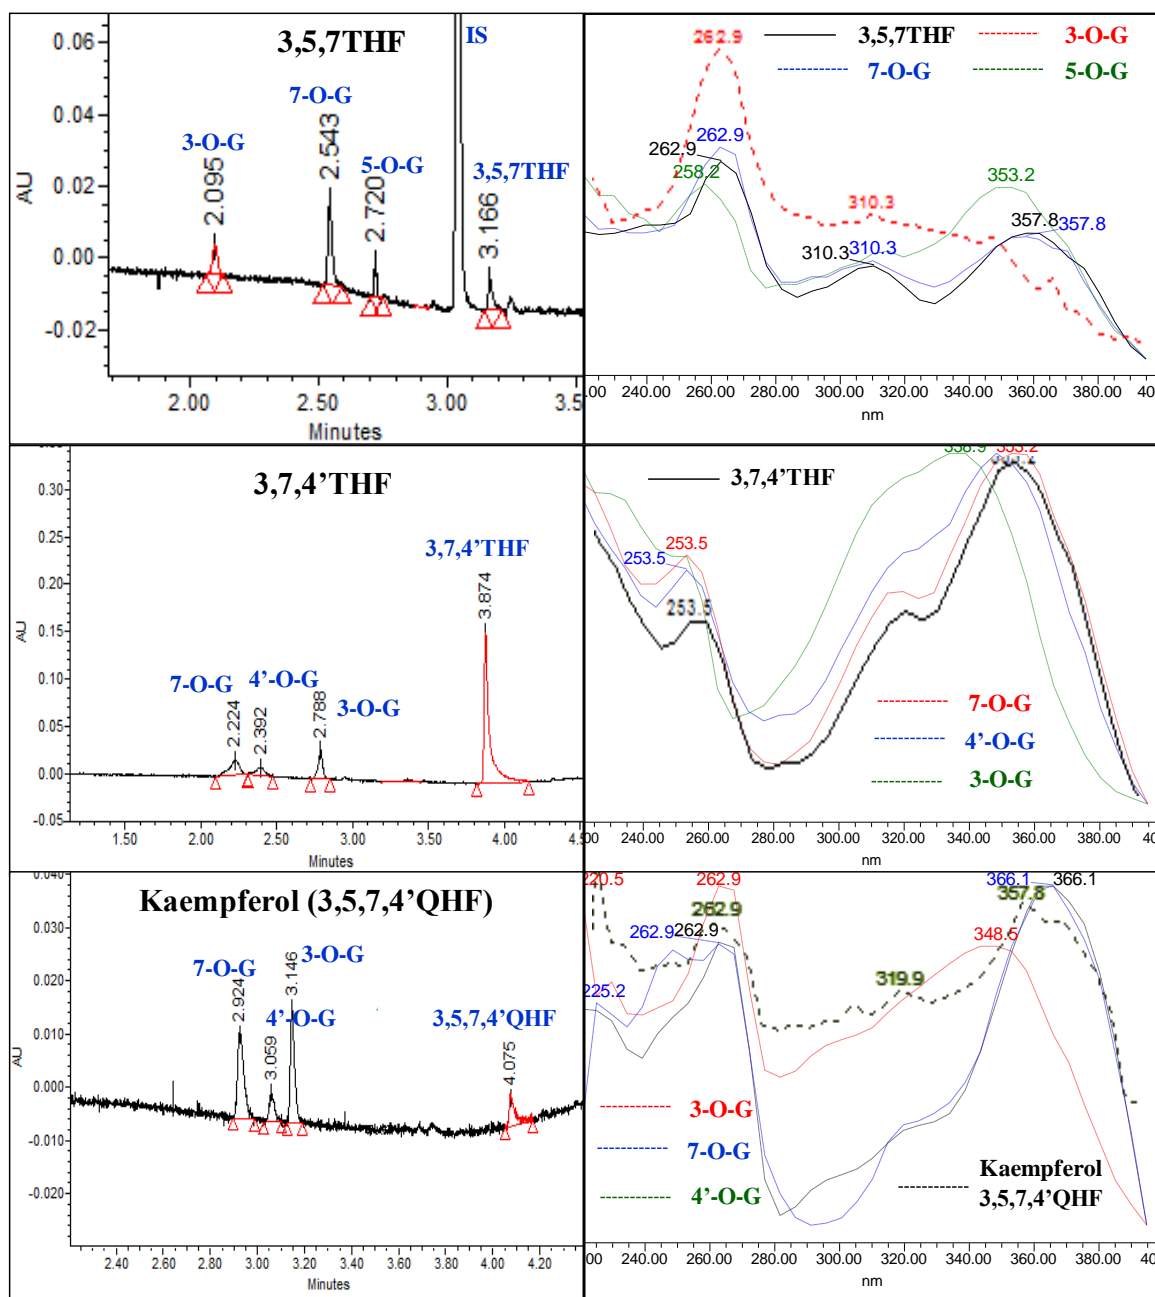 3,5,7THF
IS
7-O-G
3-O-G
5-O-G
3,5,7THF
2.095
2.543
2.720
3.166
0.06
0.04
0.02
0.00
-0.02
AU
2.00
2.50
3.00
3.5
Minutes
262.9
3,5,7THF
3-O-G
7-O-G
5-O-G
262.9
262.9
258.2
353.2
357.8
357.8
310.3
310.3
310.3
240.00
260.00
280.00
300.00
320.00
340.00
360.00
380.00
40
nm
3,7,4’THF
3,7,4’THF
7-O-G
4’-O-G
3-O-G
2.224
2.392
2.788
3.874
0.30
0.25
0.20
0.15
0.10
0.05
0.00
-0.05
AU
1.50
2.00
2.50
3.00
3.50
4.00
4.5
Minutes
353.2
3,7,4’THF
253.5
253.5
253.5
7-O-G
4’-O-G
3-O-G
240.00
260.00
280.00
300.00
320.00
340.00
360.00
380.00
40
nm
Kaempferol (3,5,7,4’QHF)
7-O-G
3-O-G
4’-O-G
3,5,7,4’QHF
2.924
3.059
3.146
4.075
0.040
0.030
0.020
0.010
0.000
-0.010
-0.020
AU
2.40
2.60
2.80
3.00
3.20
3.40
3.60
3.80
4.00
4.20
Minutes
220.5
262.9
262.9
262.9
262.9
225.2
366.1
366.1
357.8
348.5
319.9
3-O-G
7-O-G
4’-O-G
Kaempferol
3,5,7,4’QHF
240.00
260.00
280.00
300.00
320.00
340.00
360.00
380.00
40
nm